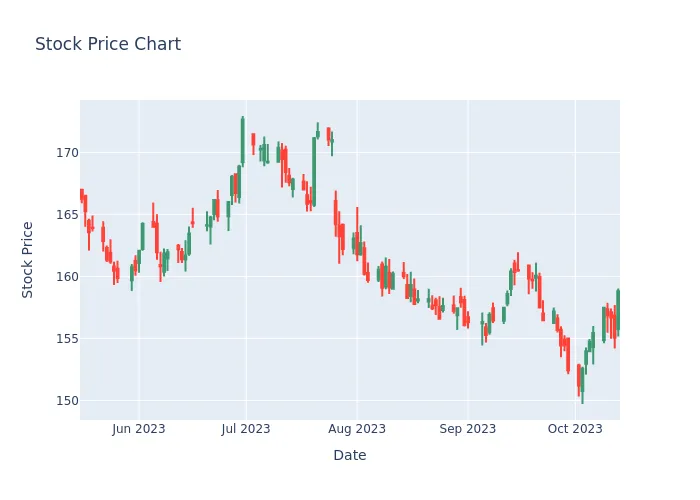 Stock Price Chart
Stock Price
170
165
160
155
150
Jun 2023
Jul 2023
Aug 2023
Sep 2023
Oct 2023
Date